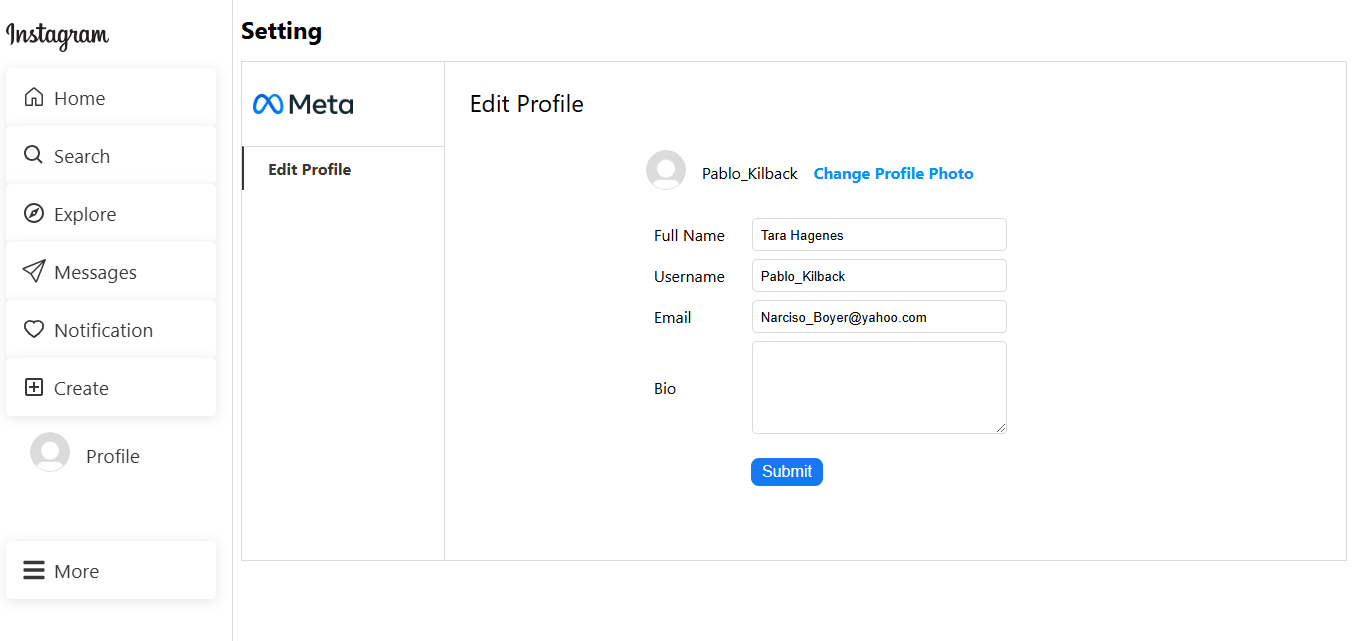 Instagram
Home
Search
Explore
Messages
Notification
Create
Profile
More
Setting
Meta
Edit Profile
Edit Profile
Pablo_Kilback Change Profile Photo
Full Name Tara Hagenes
Username Pablo_Kilback
Email Narciso_Boyer@yahoo.com
Bio
Submit